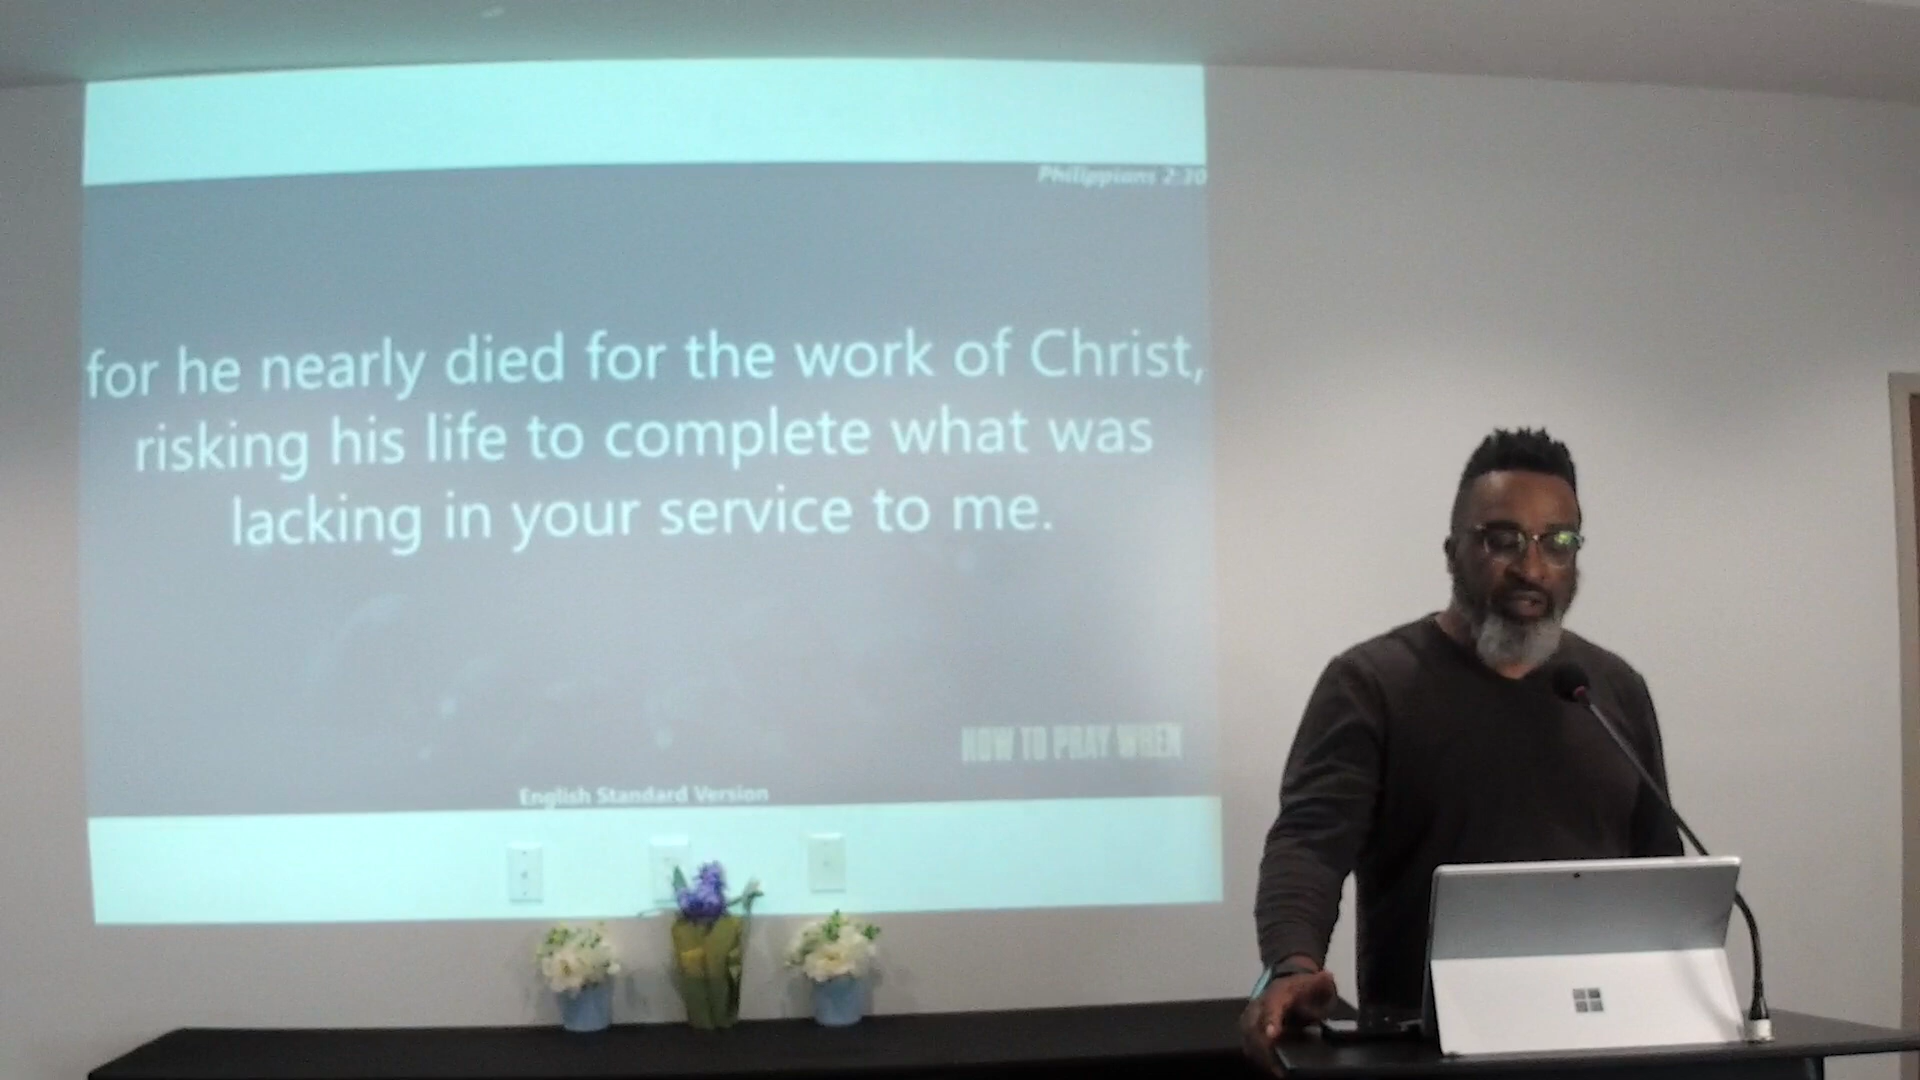 Philippians 2:30
for he nearly died for the work of Christ,
risking his life to complete what was
lacking in your service to me.
HOW TO PRAY WHEN
English Standard Version